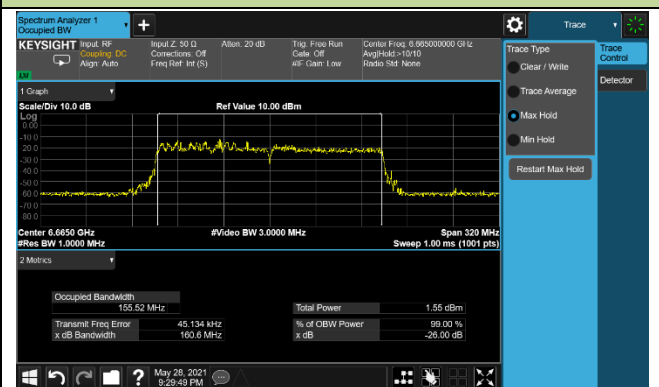 Spectrum Analyzer 1
Occupied BW
+
Trace
KEYSIGHT
Input: RF
Coupling: DC
Align: Auto
Input Z: 50 Ω
Corrections: Off
Freq Ref: Int (S)
Atten: 20 dB
Trig: Free Run
Gate: Off
#IF Gain: Low
Center Freq: 6.665000000 GHz
Avg|Hold:>10/10
Radio Std: None
LXI
Trace Type
Clear / Write
Trace Average
Max Hold
Min Hold
Restart Max Hold
Trace
Control
Detector
1 Graph
Scale/Div 10.0 dB
Ref Value 10.00 dBm
Log
0.00
-10.0
-20.0
-30.0
-40.0
-50.0
-60.0
-70.0
-80.0
Center 6.6650 GHz
#Video BW 3.0000 MHz
Span 320 MHz
#Res BW 1.0000 MHz
Sweep 1.00 ms (1001 pts)
2 Metrics
Occupied Bandwidth
155.52 MHz
Total Power
1.55 dBm
Transmit Freq Error
45.134 kHz
% of OBW Power
99.00 %
x dB Bandwidth
160.6 MHz
x dB
-26.00 dB
?
May 28, 2021
9:29:49 PM